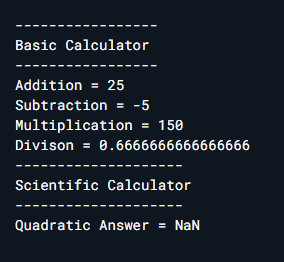 -----------------
Basic Calculator
-----------------
Addition = 25
Subtraction = -5
Multiplication = 150
Divison = 0.6666666666666666
--------------------
Scientific Calculator
--------------------
Quadratic Answer = NaN